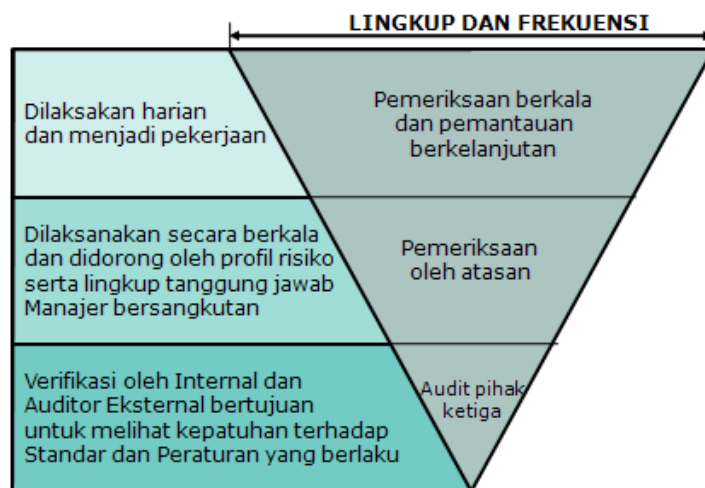 LINGKUP DAN FREKUENSI
Dilaksakan harian
dan menjadi pekerjaan
Pemeriksaan berkala
dan pemantauan
berkelanjutan
Dilaksanakan secara berkala
dan didorong oleh profil risiko
serta lingkup tanggung jawab
Manajer bersangkutan
Pemeriksaan
oleh atasan
Verifikasi oleh Internal dan
Auditor Eksternal bertujuan
untuk melihat kepatuhan terhadap
Standar dan Peraturan yang berlaku
Audit pihak
ketiga